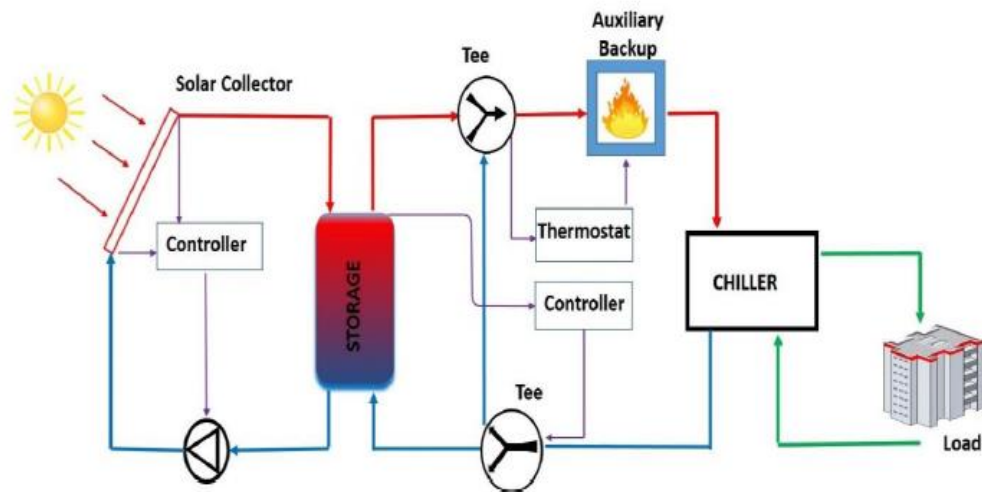 Auxiliary
Backup
Tee
Solar Collector
Controller
Thermostat
STORAGE
Controller
CHILLER
Tee
Load